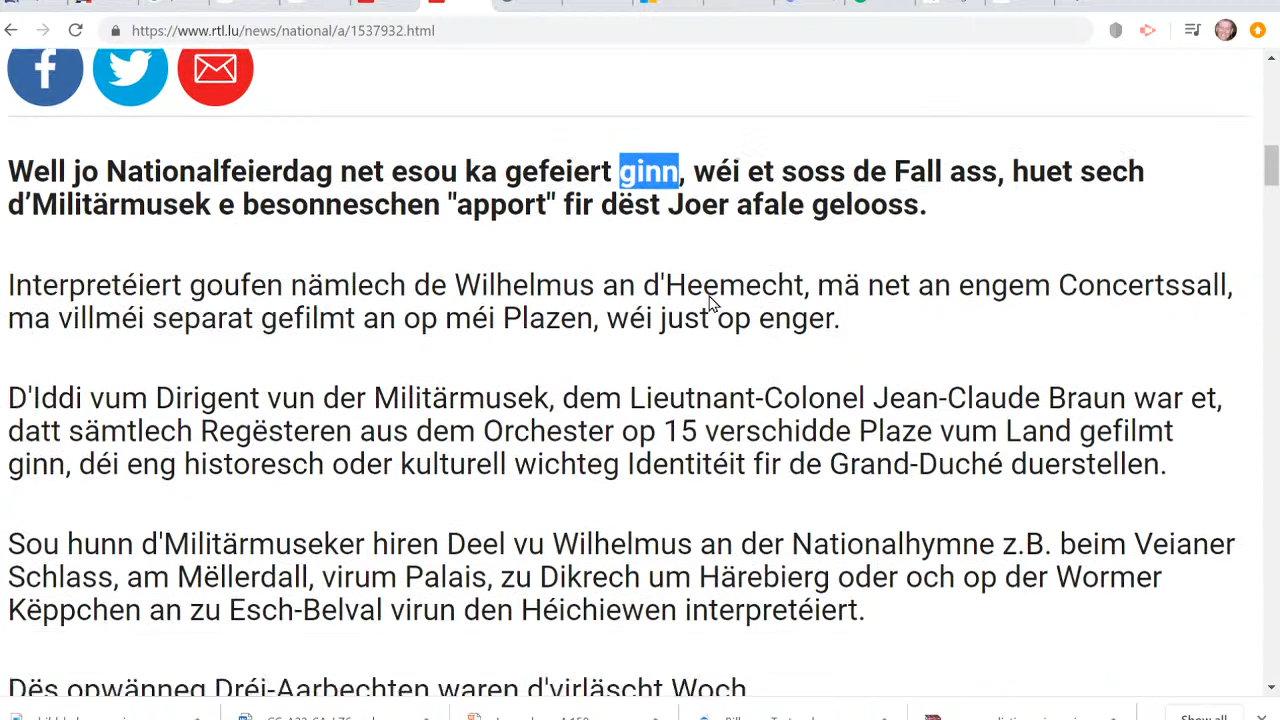 https://www.rtl.lu/news/national/a/1537932.html
Well jo Nationalfeierdag net esou ka gefeiert ginn, wéi et soss de Fall ass, huet sech
d’Militärmusek e besonneschen "apport" fir dëst Joer afale gelooss.
Interpretéiert goufen nämlech de Wilhelmus an d'Heemecht, mä net an engem Concertssall,
ma villméi separat gefilmt an op méi Plazen, wéi just op enger.
D'Iddi vum Dirigent vun der Militärmusek, dem Lieutnant-Colonel Jean-Claude Braun war et,
datt sämtlech Regësteren aus dem Orchester op 15 verschidde Plaze vum Land gefilmt
ginn, déi eng historesch oder kulturell wichteg Identitéit fir de Grand-Duché duerstellen.
Sou hunn d'Militärmuseker hiren Deel vu Wilhelmus an der Nationalhymne z.B. beim Veianer
Schlass, am Mëllerdall, virum Palais, zu Dikrech um Härebierg oder och op der Wormer
Këppchen an zu Esch-Belval virun den Héichiewen interpretéiert.
Dës opwänneg Dréi-Aarbechten waren d'virläscht Woch
Show all